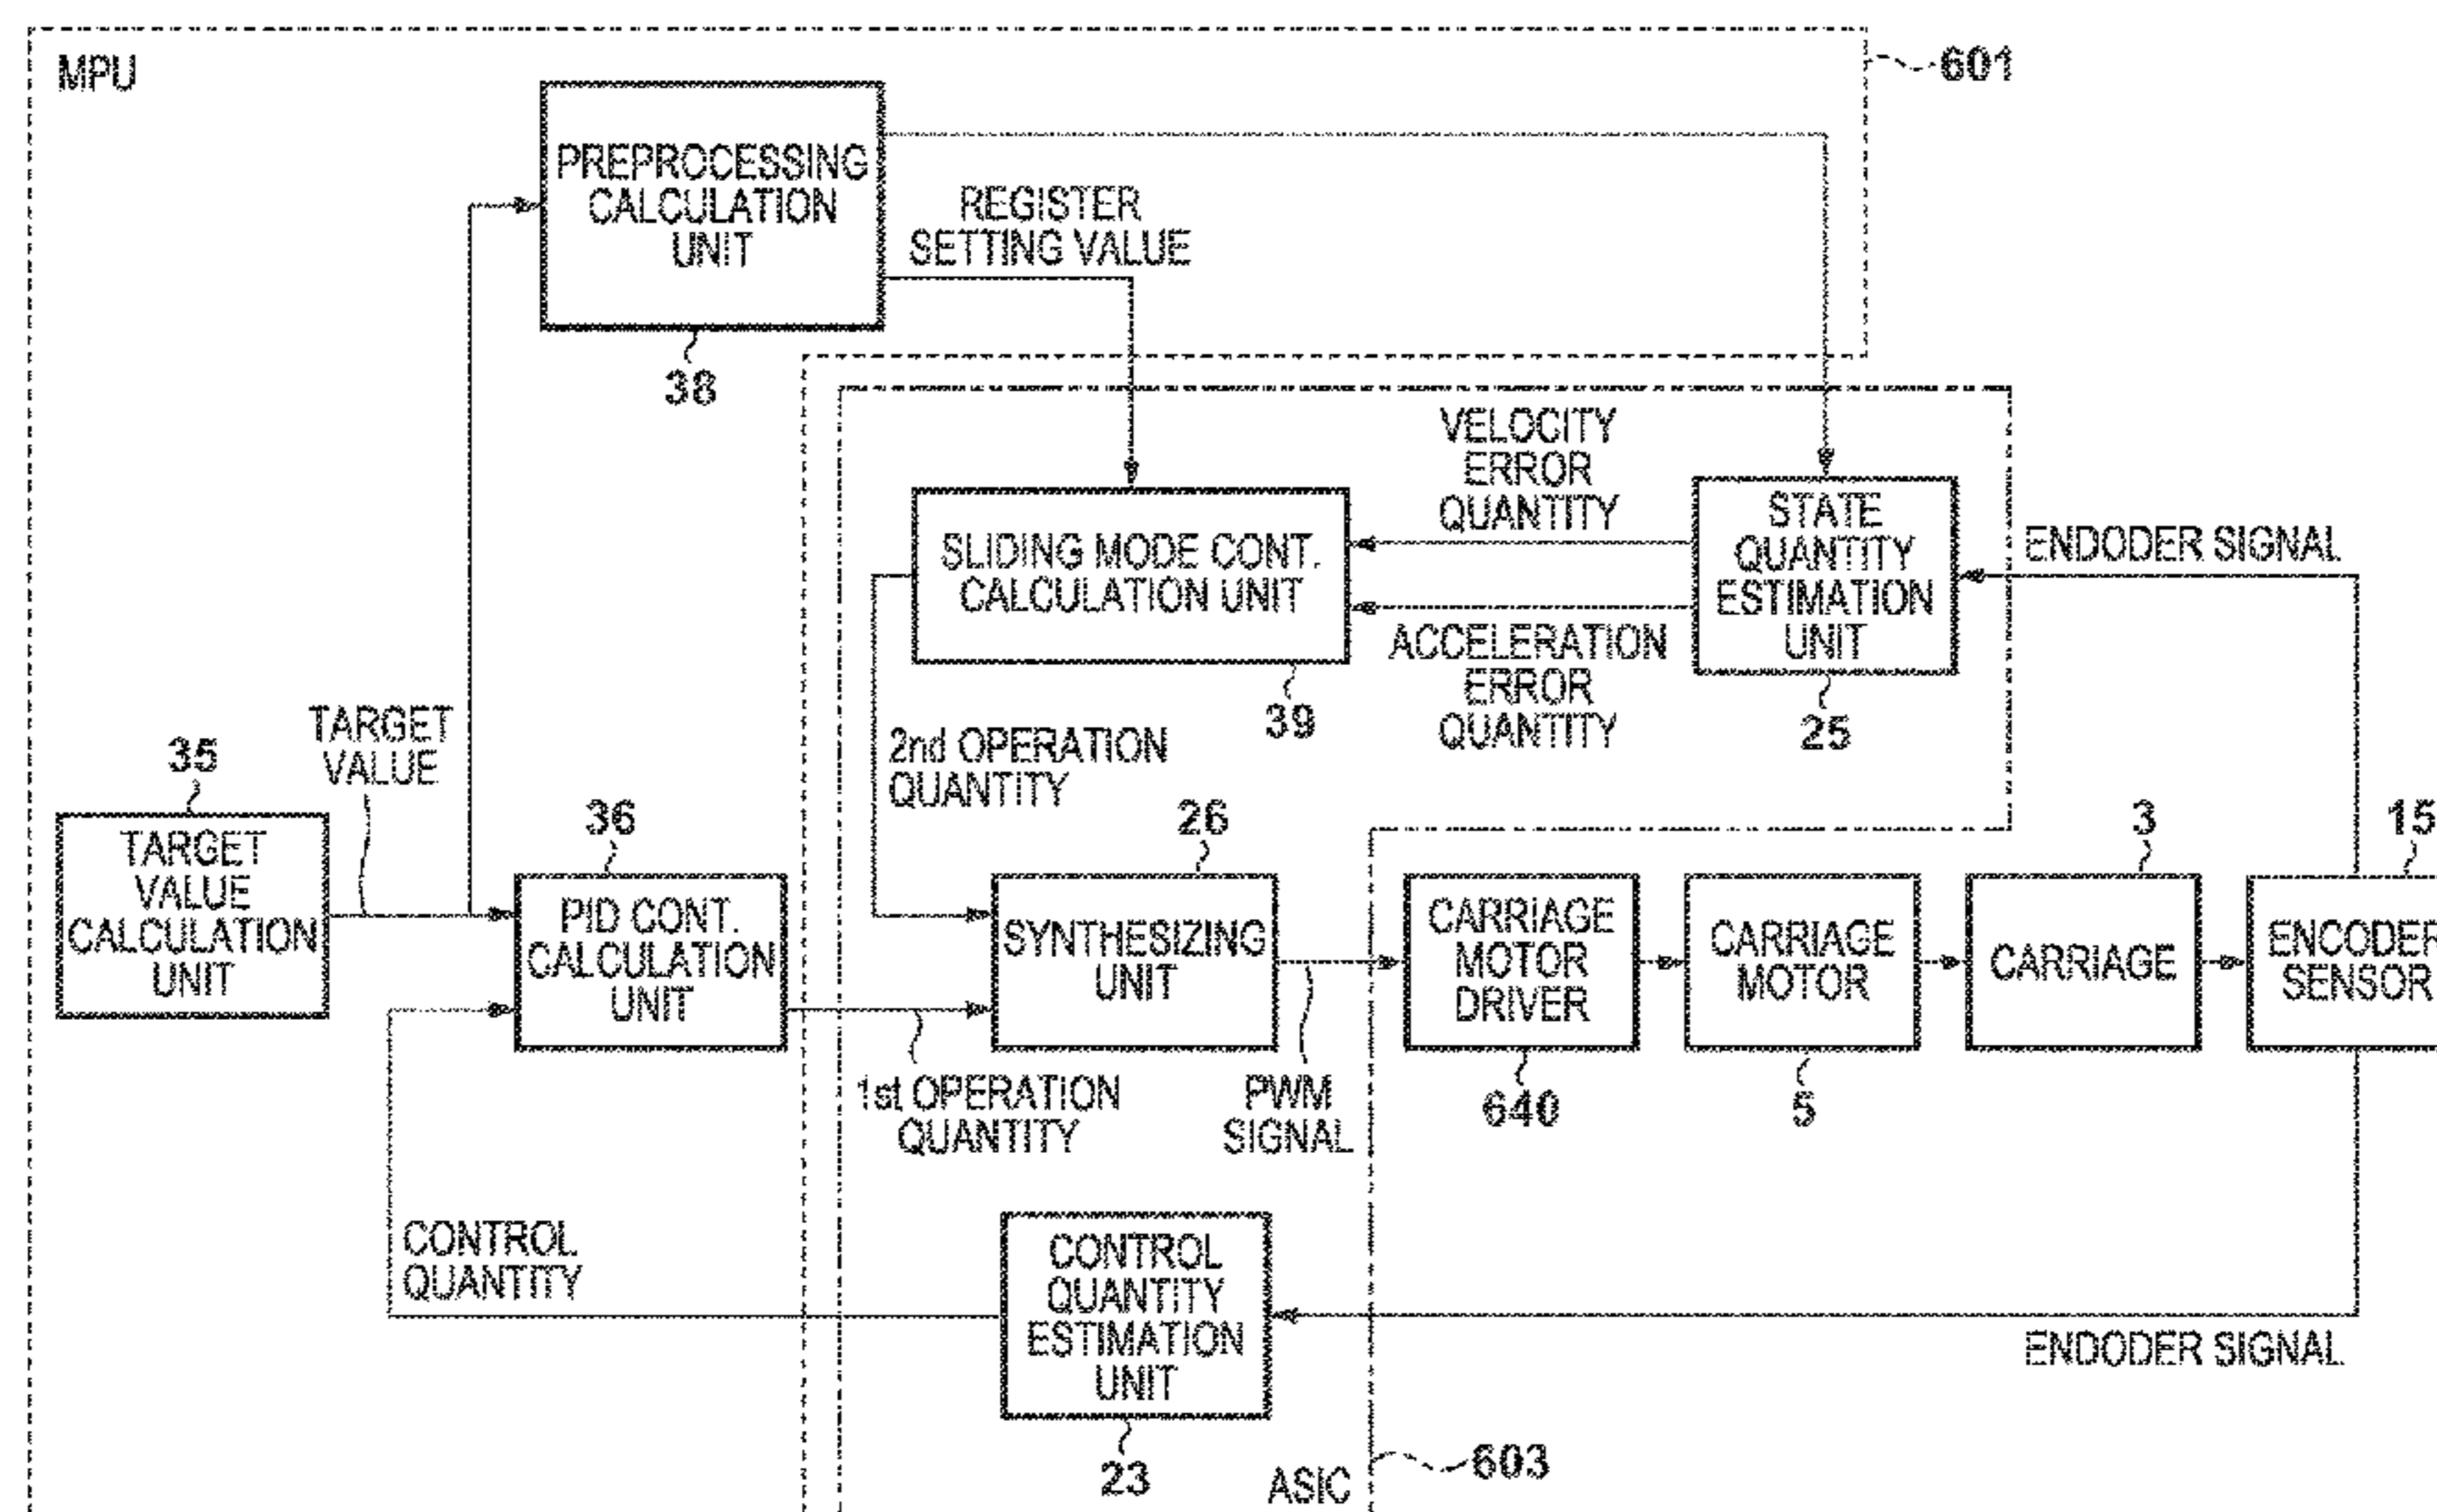 MPU
601
PREPROCESSING
CALCULATION
UNIT
38
REGISTER
SETTING VALUE
VELOCITY
ERROR
QUANTITY
STATE
QUANTITY
ESTIMATION
UNIT
25
ENDODER SIGNAL
SLIDING MODE CONT.
CALCULATION UNIT
39
ACCELERATION
ERROR
QUANTITY
35
TARGET
VALUE
CALCULATION
UNIT
TARGET
VALUE
2nd OPERATION
QUANTITY
36
PID CONT.
CALCULATION
UNIT
26
SYNTHESIZING
UNIT
CARRIAGE
MOTOR
DRIVER
640
CARRIAGE
MOTOR
5
3
CARRIAGE
15
ENCODER
SENSOR
1st OPERATION
QUANTITY
PWM
SIGNAL
CONTROL
QUANTITY
CONTROL
QUANTITY
ESTIMATION
UNIT
23
ENDODER SIGNAL
ASIC
603